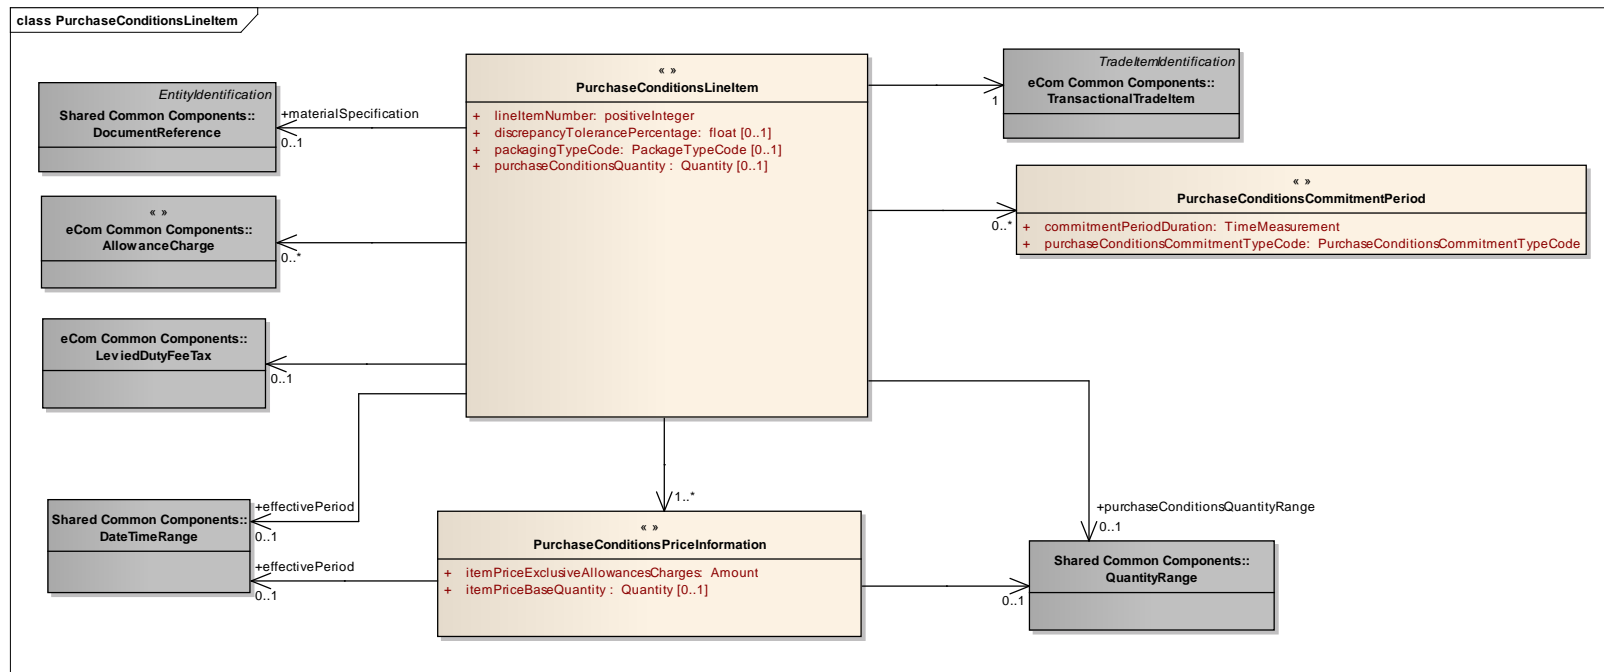 class PurchaseConditionsLineItem
EntityIdentification
Shared Common Components::
DocumentReference
+materialSpecification
0..1
« »
PurchaseConditionsLineItem
+ lineItemNumber: positiveInteger
+ discrepancyTolerancePercentage: float [0..1]
+ packagingTypeCode: PackageTypeCode [0..1]
+ purchaseConditionsQuantity : Quantity [0..1]
TradeItemIdentification
eCom Common Components::
TransactionalTradeItem
1
« »
eCom Common Components::
AllowanceCharge
0..*
« »
PurchaseConditionsCommitmentPeriod
+ commitmentPeriodDuration: TimeMeasurement
+ purchaseConditionsCommitmentTypeCode: PurchaseConditionsCommitmentTypeCode
0..*
eCom Common Components::
LeviedDutyFeeTax
0..1
Shared Common Components::
DateTimeRange
+effectivePeriod
0..1
+effectivePeriod
0..1
1..*
« »
PurchaseConditionsPriceInformation
+ itemPriceExclusiveAllowancesCharges: Amount
+ itemPriceBaseQuantity : Quantity [0..1]
+purchaseConditionsQuantityRange
0..1
0..1
Shared Common Components::
QuantityRange